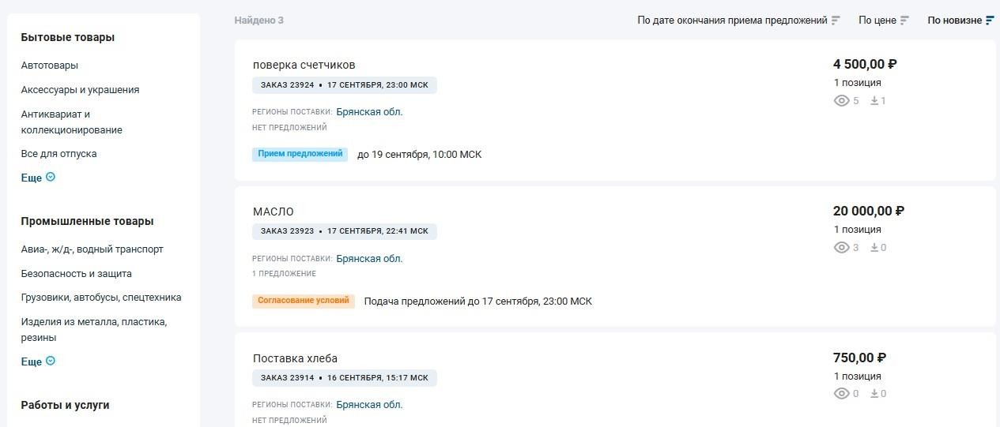 Бытовые товары
Автотовары
Аксессуары и украшения
Антиквариат и
коллекционирование
Все для отпуска
Еще
Промышленные товары
Авиа-, ж/д-, водный транспорт
Безопасность и защита
Грузовики, автобусы, спецтехника
Изделия из металла, пластика,
резины
Еще
Работы и услуги
Найдено 3
По дате окончания приема предложений По цене По новизне
поверка счетчиков
4 500,00 ₽
ЗАКАЗ 23924 • 17 СЕНТЯБРЯ, 23:00 МСК
1 позиция
5 1
РЕГИОНЫ ПОСТАВКИ: Брянская обл.
НЕТ ПРЕДЛОЖЕНИЙ
Прием предложений до 19 сентября, 10:00 МСК
МАСЛО
20 000,00 ₽
ЗАКАЗ 23923 • 17 СЕНТЯБРЯ, 22:41 МСК
1 позиция
3 0
РЕГИОНЫ ПОСТАВКИ: Брянская обл.
1 ПРЕДЛОЖЕНИЕ
Согласование условий Подача предложений до 17 сентября, 23:00 МСК
Поставка хлеба
750,00 ₽
ЗАКАЗ 23914 • 16 СЕНТЯБРЯ, 15:17 МСК
1 позиция
0 0
РЕГИОНЫ ПОСТАВКИ: Брянская обл.
НЕТ ПРЕДЛОЖЕНИЙ